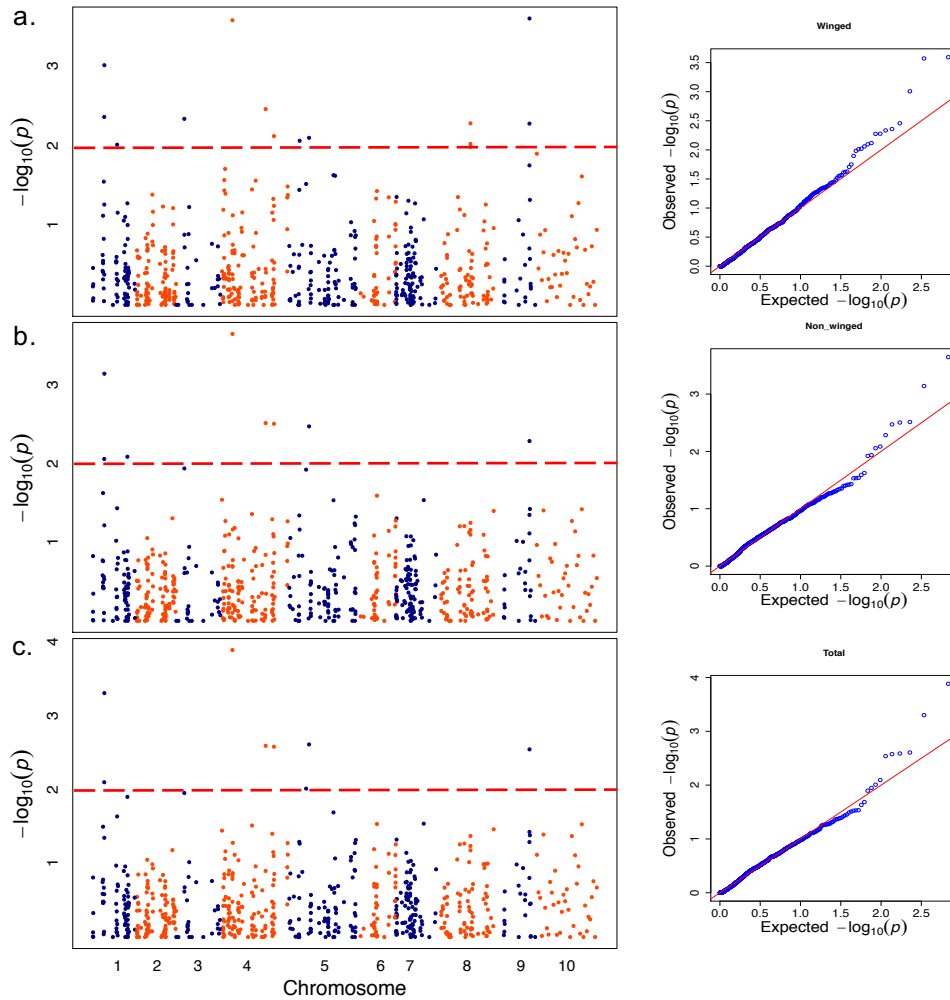 a.
−log₁₀(p)
1
2
3
Winged
Observed −log₁₀(p)
0.0 0.5 1.0 1.5 2.0 2.5 3.0 3.5
0.0 0.5 1.0 1.5 2.0 2.5
Expected −log₁₀(p)
b.
−log₁₀(p)
1
2
3
Non_winged
Observed −log₁₀(p)
0 1 2 3
0.0 0.5 1.0 1.5 2.0 2.5
Expected −log₁₀(p)
c.
−log₁₀(p)
1
2
3
4
1 2 3 4 5 6 7 8 9 10
Chromosome
Total
Observed −log₁₀(p)
0 1 2 3 4
0.0 0.5 1.0 1.5 2.0 2.5
Expected −log₁₀(p)